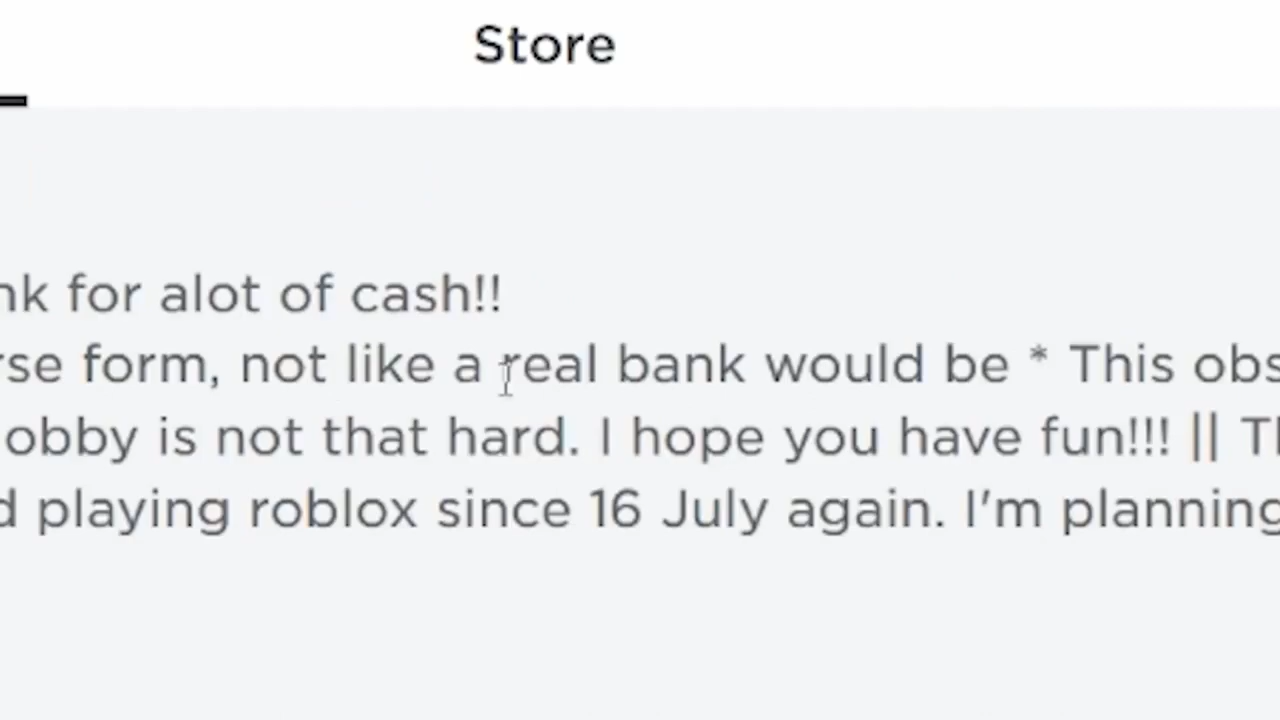 Store
nk for alot of cash!!
rse form, not like a real bank would be * This obs
obby is not that hard. I hope you have fun!!! || Th
d playing roblox since 16 July again. I'm planning